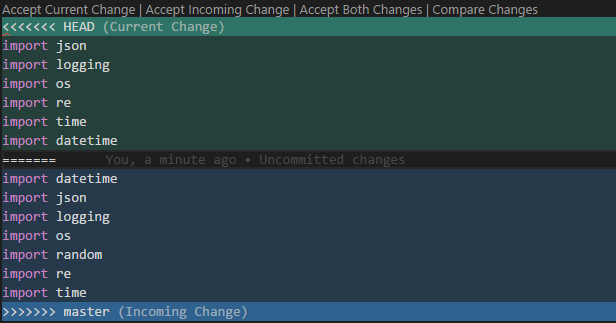 Accept Current Change | Accept Incoming Change | Accept Both Changes | Compare Changes
<<<<<<< HEAD (Current Change)
import json
import logging
import os
import re
import time
import datetime
======= You, a minute ago • Uncommitted changes
import datetime
import json
import logging
import os
import random
import re
import time
>>>>>>> master (Incoming Change)